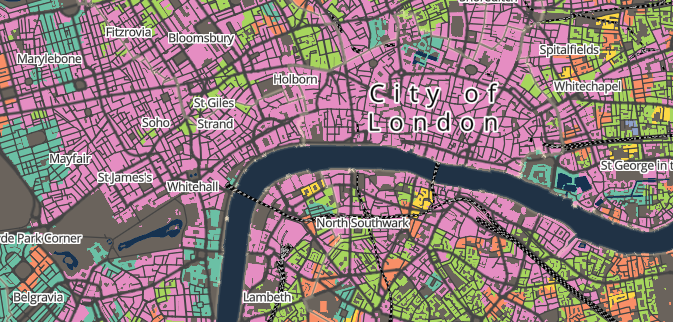 Fitzrovia
Bloomsbury
Spitalfields
Marylebone
Holborn
Whitechapel
City of
London
St Giles
Soho
Strand
Mayfair
St George in t
St James's
Whitehall
North Southwark
de Park Corner
Belgravia
Lambeth